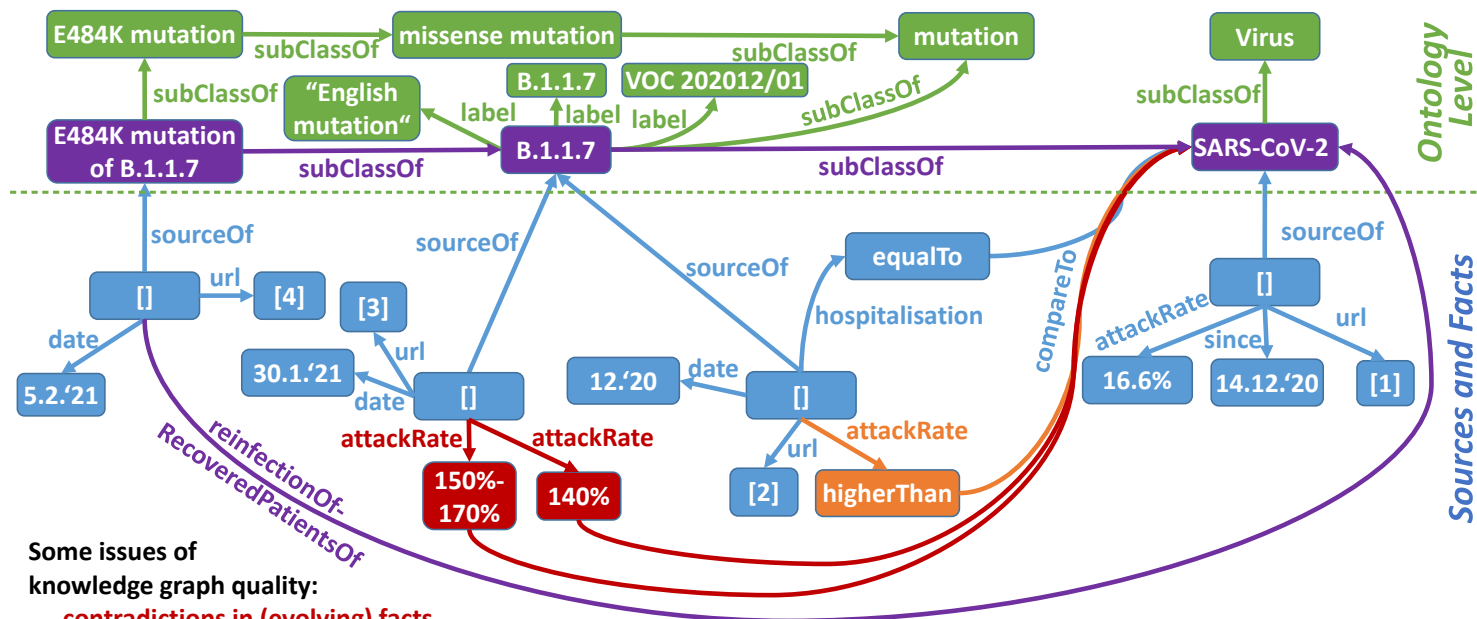 E484K mutation
subClassOf
missense mutation
subClassOf
mutation
Virus
subClassOf
“English
mutation“
label
B.1.1.7
label
VOC 202012/01
label
subClassOf
subClassOf
Ontology
Level
E484K mutation
of B.1.1.7
subClassOf
B.1.1.7
subClassOf
SARS-CoV-2
sourceOf
sourceOf
sourceOf
equalTo
compareTo
sourceOf
[]
url
[4]
[3]
hospitalisation
[]
date
url
attackRate
since
url
5.2.‘21
30.1.‘21
date
[]
12.‘20
date
[]
16.6%
14.12.‘20
[1]
Sources and Facts
reinfectionOf-
RecoveredPatientsOf
attackRate
attackRate
url
attackRate
150%-
170%
140%
[2]
higherThan
Some issues of
knowledge graph quality:
contradictions in (evolving) facts